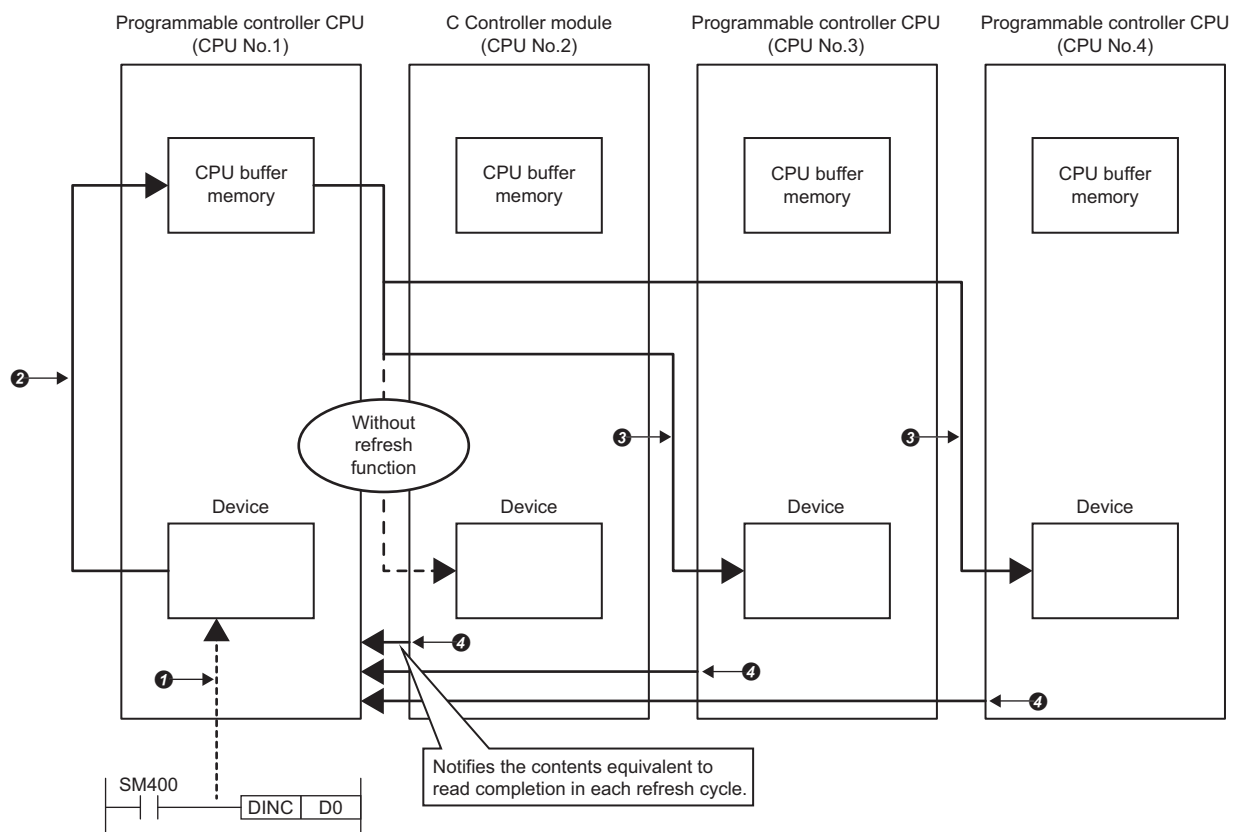 Programmable controller CPU
(CPU No.1)
C Controller module
(CPU No.2)
Programmable controller CPU
(CPU No.3)
Programmable controller CPU
(CPU No.4)
CPU buffer
memory
CPU buffer
memory
CPU buffer
memory
CPU buffer
memory
2
Without
refresh
function
3
3
Device
Device
Device
Device
4
1
4
4
Notifies the contents equivalent to
read completion in each refresh cycle.
SM400
DINC D0